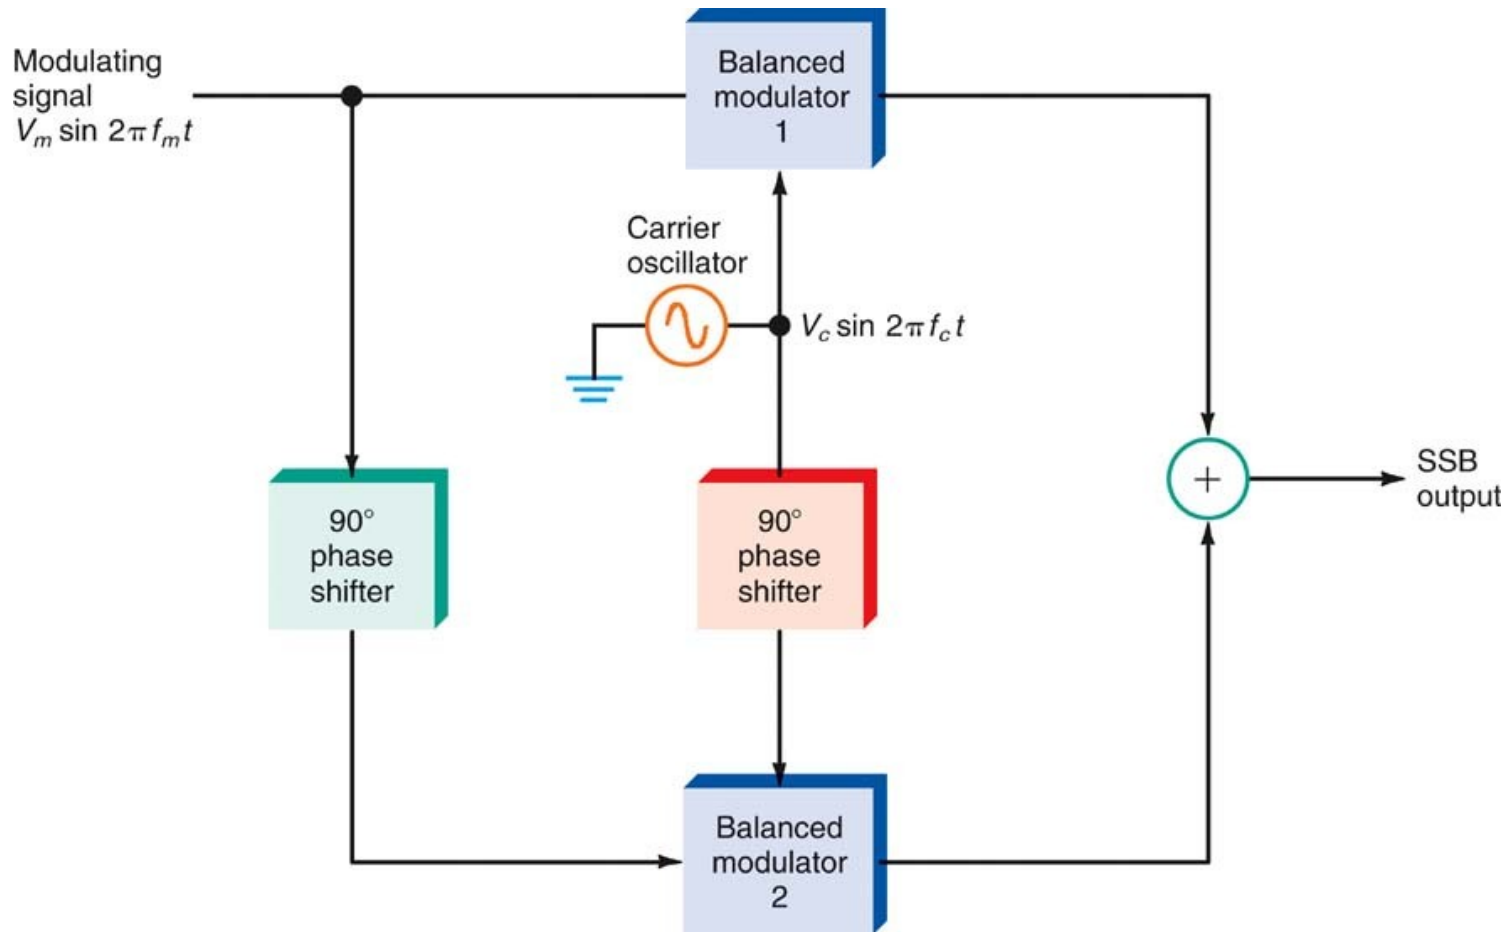 Modulating
signal
Vm sin 2πfmt
Balanced
modulator
1
Carrier
oscillator
Vc sin 2πfct
90°
phase
shifter
90°
phase
shifter
+
SSB
output
Balanced
modulator
2